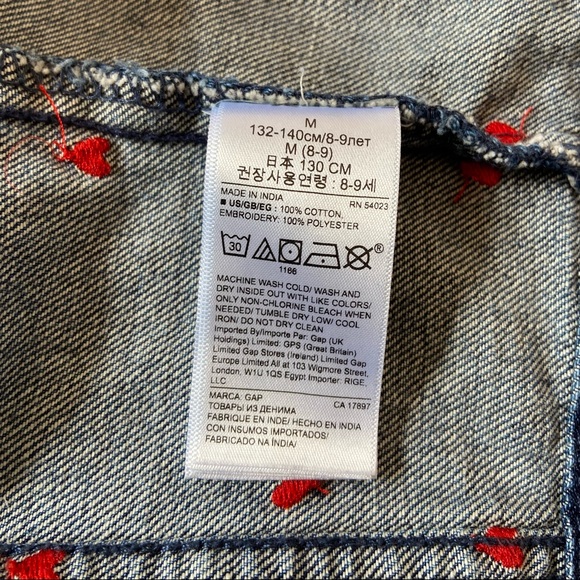 M
132-140см/8-9лет
M (8-9)
日本 130 CM
권장사용연령 : 8-9세
MADE IN INDIA RN 54023
■ US/GB/EG : 100% COTTON,
EMBROIDERY: 100% POLYESTER
30 ®
1166
MACHINE WASH COLD/ WASH AND
DRY INSIDE OUT WITH LIKE COLORS/
ONLY NON-CHLORINE BLEACH WHEN
NEEDED/ TUMBLE DRY LOW/ COOL
IRON/ DO NOT DRY CLEAN
Imported By/Importe Par: Gap (UK
Holdings) Limited: GPS (Great Britain)
Limited Gap Stores (Ireland) Limited Gap
Europe Limited All at 103 Wigmore Street,
London, W1U 1QS Egypt Importer: RIGE,
LLC
MARCA: GAP CA 17897
ТОВАРЫ ИЗ ДЕНИМА
FABRIQUE EN INDE/ HECHO EN INDIA
CON INSUMOS IMPORTADOS/
FABRICADO NA ÍNDIA/